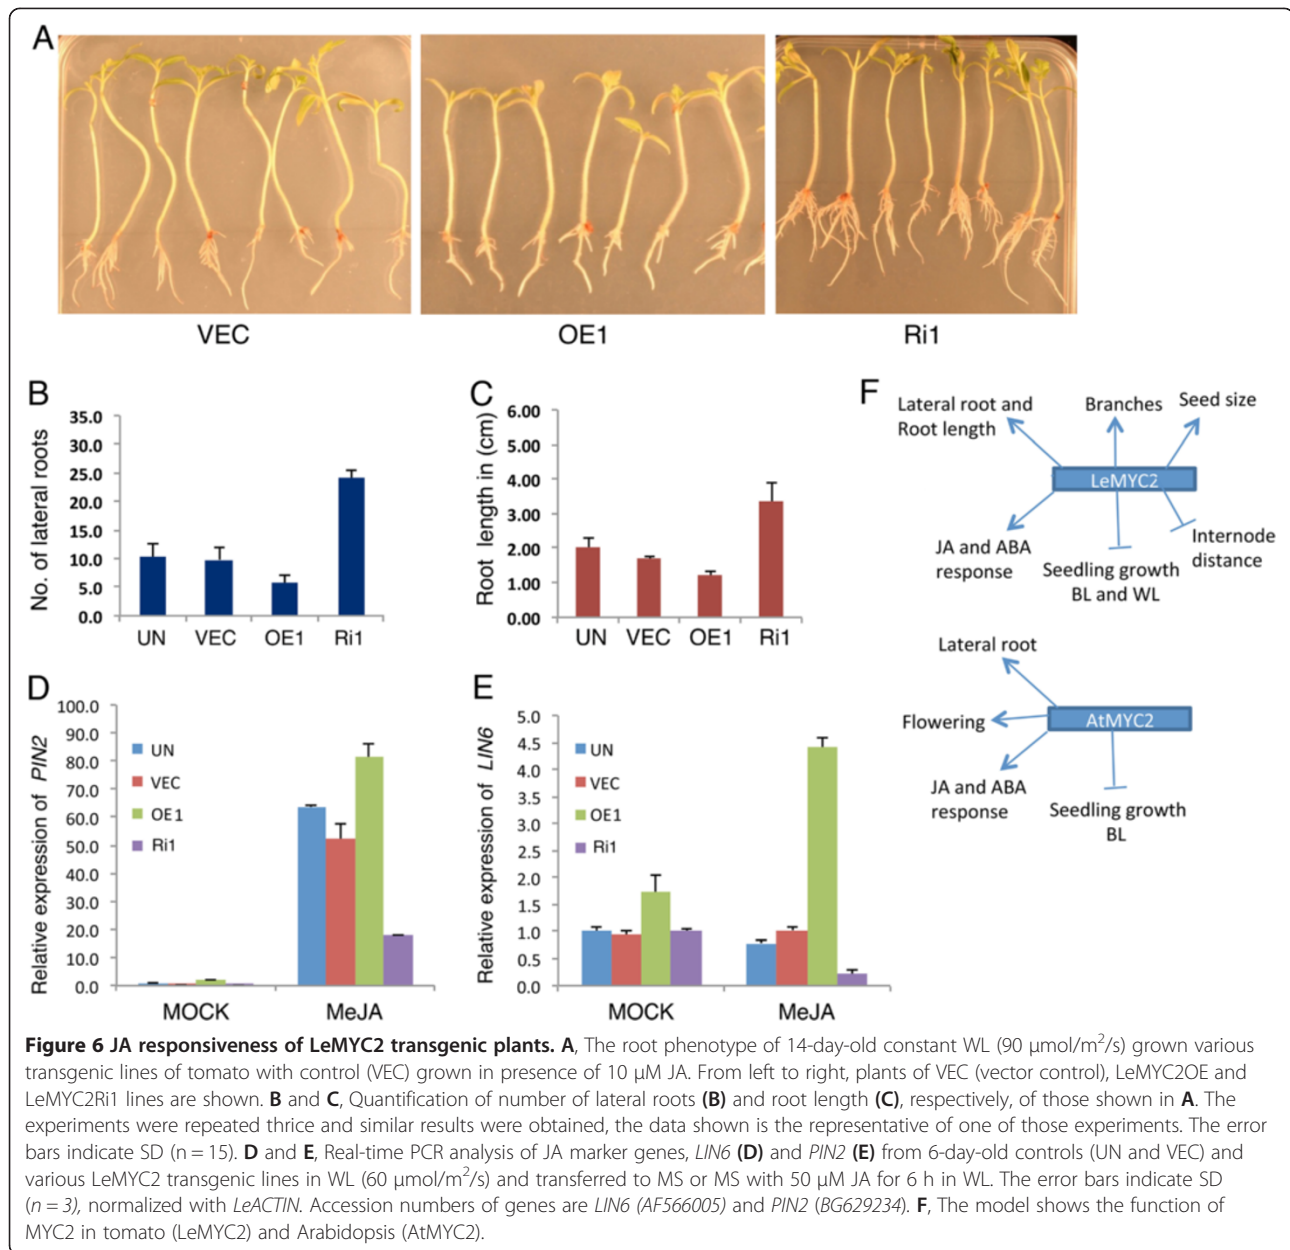 A
VEC
OE1
Ri1
B
No. of lateral roots
35.0
30.0
25.0
20.0
15.0
10.0
5.0
0.0
UN VEC OE1 Ri1
C
Root length in (cm)
6.00
5.00
4.00
3.00
2.00
1.00
0.00
UN VEC OE1 Ri1
D
Relative expression of PIN2
100.0
90.0
80.0
70.0
60.0
50.0
40.0
30.0
20.0
10.0
0.0
UN
VEC
OE1
Ri1
MOCK MeJA
E
Relative expression of LIN6
5.0
4.5
4.0
3.5
3.0
2.5
2.0
1.5
1.0
0.5
0.0
UN
VEC
OE1
Ri1
MOCK MeJA
F
Lateral root and
Root length
Branches
Seed size
LeMYC2
JA and ABA
response
Seedling growth
BL and WL
Internode
distance
Lateral root
Flowering
AtMYC2
JA and ABA
response
Seedling growth
BL
Figure 6 JA responsiveness of LeMYC2 transgenic plants. A, The root phenotype of 14-day-old constant WL (90 μmol/m²/s) grown various
transgenic lines of tomato with control (VEC) grown in presence of 10 μM JA. From left to right, plants of VEC (vector control), LeMYC2OE and
LeMYC2Ri1 lines are shown. B and C, Quantification of number of lateral roots (B) and root length (C), respectively, of those shown in A. The
experiments were repeated thrice and similar results were obtained, the data shown is the representative of one of those experiments. The error
bars indicate SD (n = 15). D and E, Real-time PCR analysis of JA marker genes, LIN6 (D) and PIN2 (E) from 6-day-old controls (UN and VEC) and
various LeMYC2 transgenic lines in WL (60 μmol/m²/s) and transferred to MS or MS with 50 μM JA for 6 h in WL. The error bars indicate SD
(n = 3), normalized with LeACTIN. Accession numbers of genes are LIN6 (AF566005) and PIN2 (BG629234). F, The model shows the function of
MYC2 in tomato (LeMYC2) and Arabidopsis (AtMYC2).